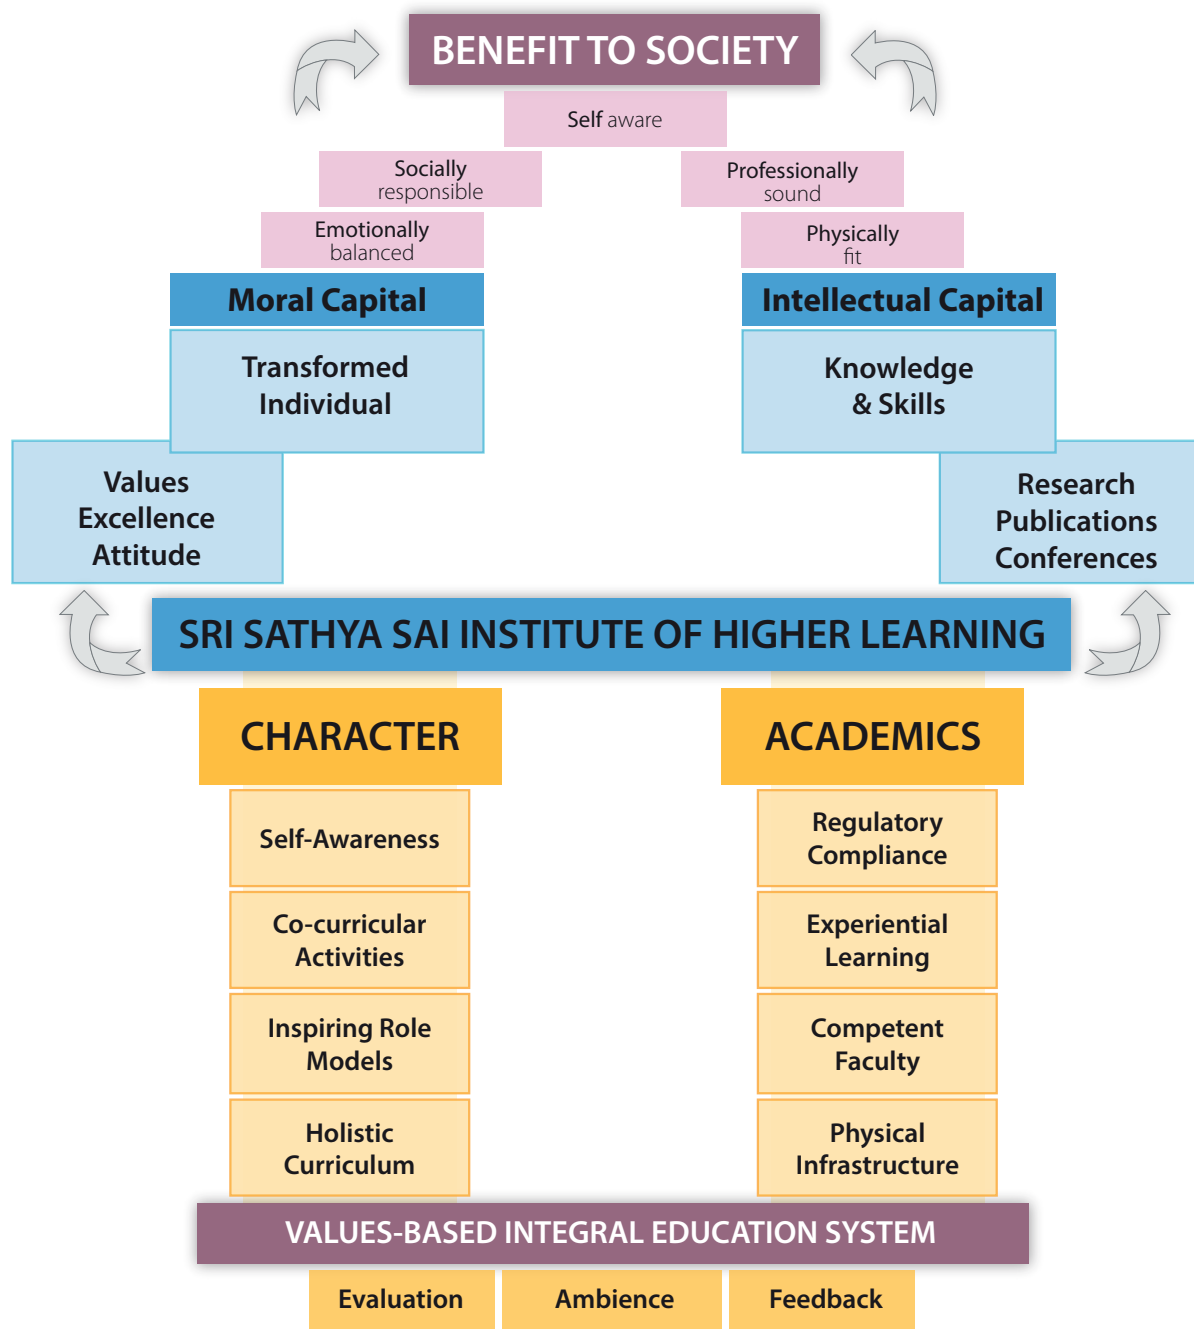 BENEFIT TO SOCIETY
Self aware
Socially
responsible
Professionally
sound
Emotionally
balanced
Physically
fit
Moral Capital
Intellectual Capital
Transformed
Individual
Knowledge
& Skills
Values
Excellence
Attitude
Research
Publications
Conferences
SRI SATHYA SAI INSTITUTE OF HIGHER LEARNING
CHARACTER
ACADEMICS
Self-Awareness
Regulatory
Compliance
Co-curricular
Activities
Experiential
Learning
Inspiring Role
Models
Competent
Faculty
Holistic
Curriculum
Physical
Infrastructure
VALUES-BASED INTEGRAL EDUCATION SYSTEM
Evaluation
Ambience
Feedback